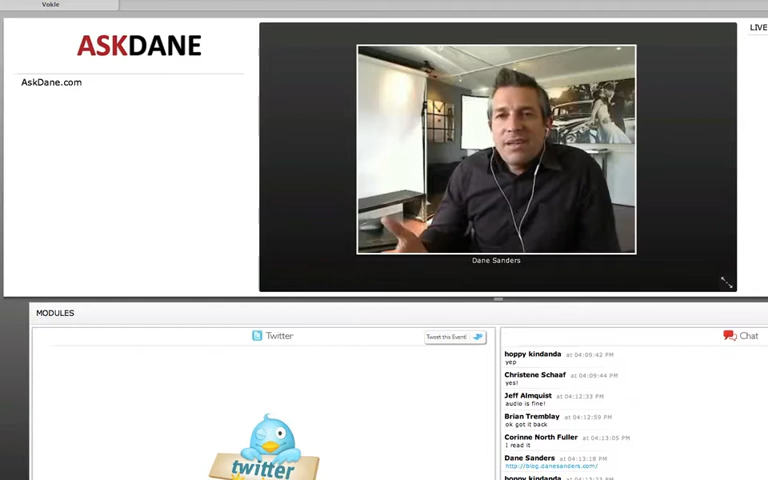 Vokle
ASKDANE
AskDane.com
LIVE
Dane Sanders
MODULES
Twitter
Tweet this Event!
Chat
hoppy kindanda at 04:09:42 PM
yep
Christene Schaaf at 04:09:44 PM
yes!
Jeff Almquist at 04:12:33 PM
audio is fine!
Brian Tremblay at 04:12:59 PM
ok got it back
Corinne North Fuller at 04:13:05 PM
I read it
Dane Sanders at 04:13:18 PM
http://blog.danesanders.com/
hoppy kindanda
twitter